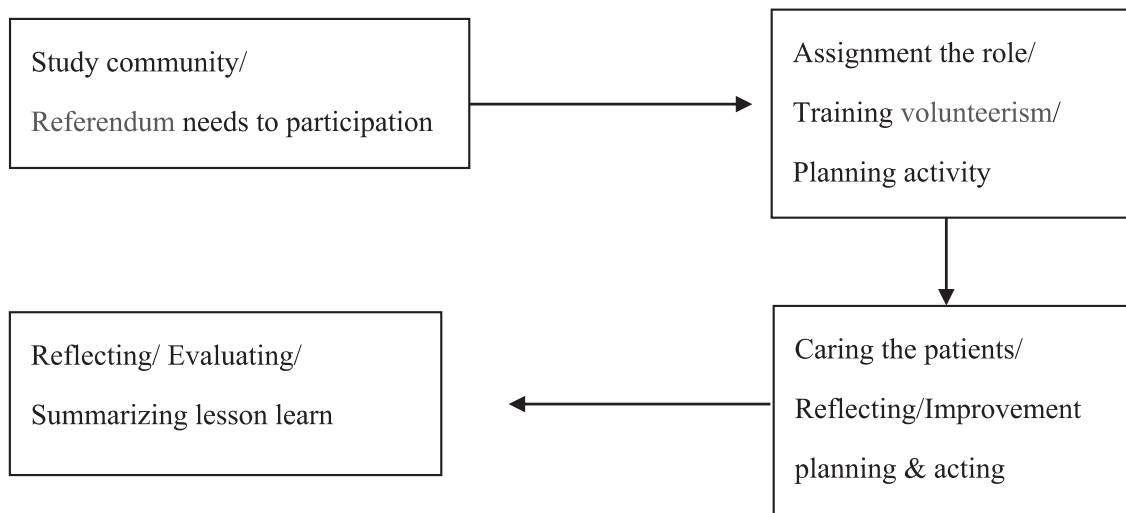 Study community/
Referendum needs to participation
Assignment the role/
Training volunteerism/
Planning activity
Caring the patients/
Reflecting/Improvement
planning & acting
Reflecting/ Evaluating/
Summarizing lesson learn